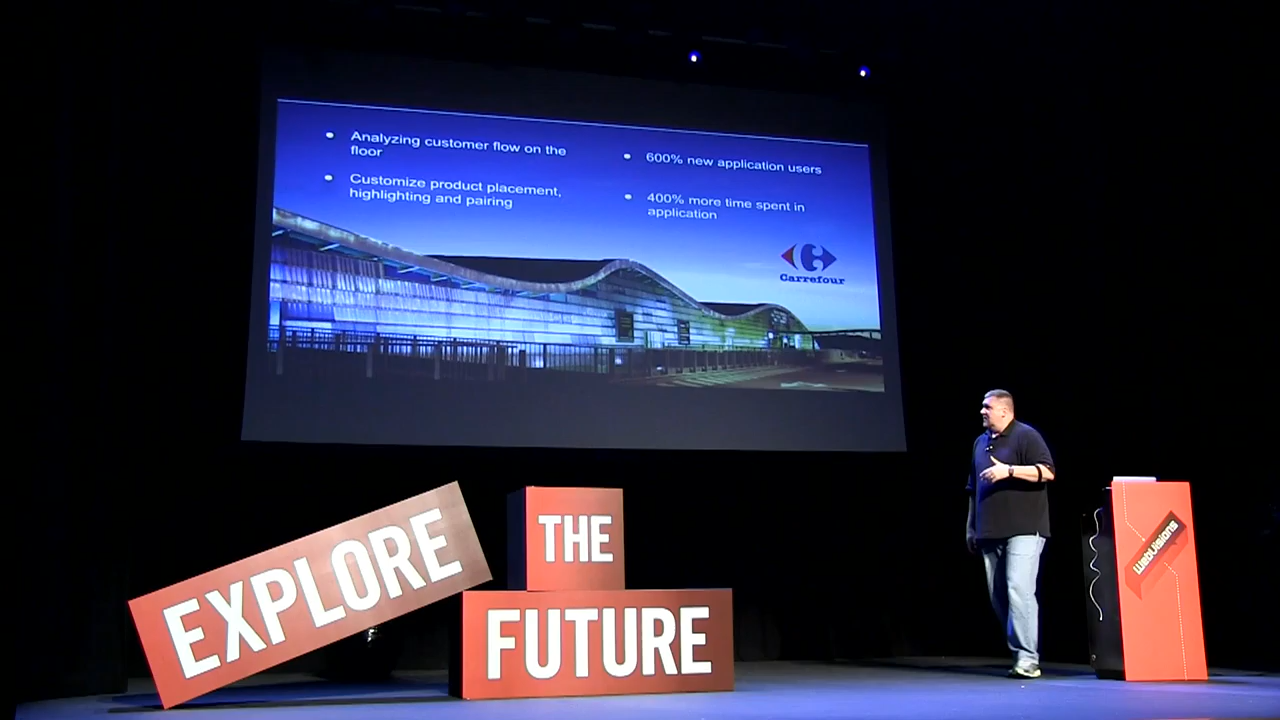 Analyzing customer flow on the
floor
Customize product placement,
highlighting and pairing
600% new application users
400% more time spent in
application
Carrefour
EXPLORE
THE
FUTURE
WebVisions